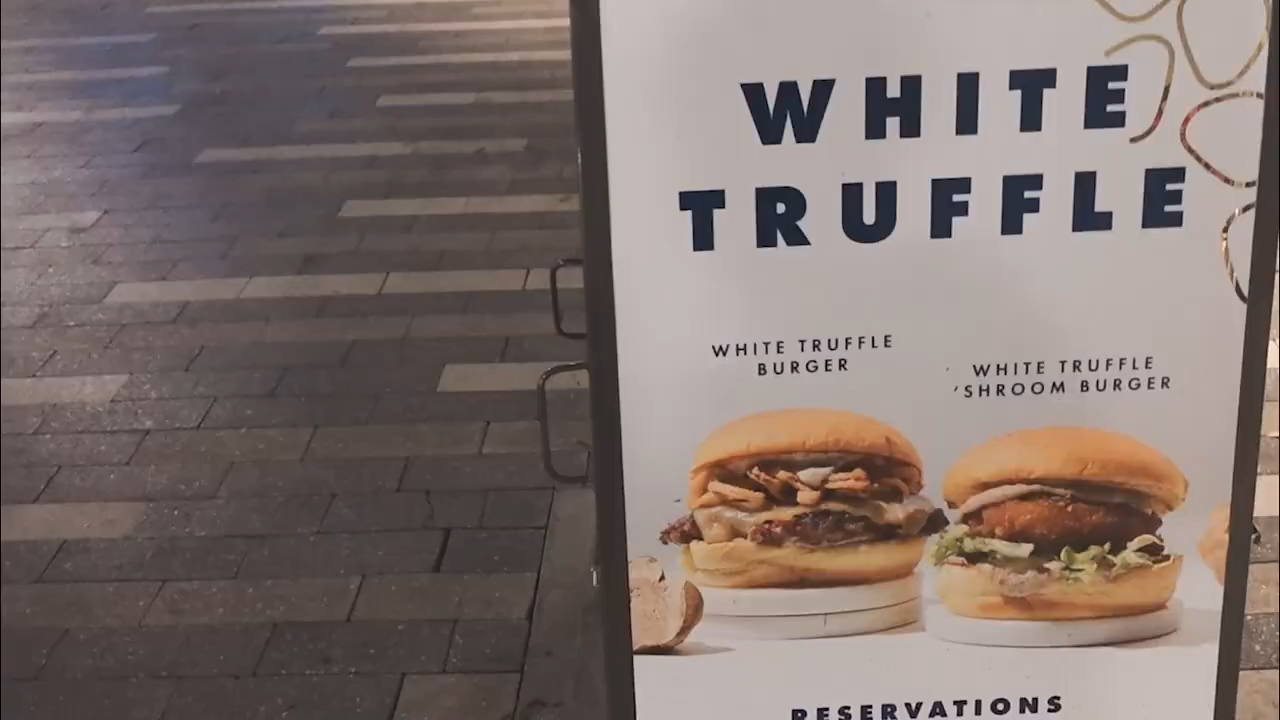 WHITE
TRUFFLE
WHITE TRUFFLE
BURGER
WHITE TRUFFLE
'SHROOM BURGER
RESERVATIONS